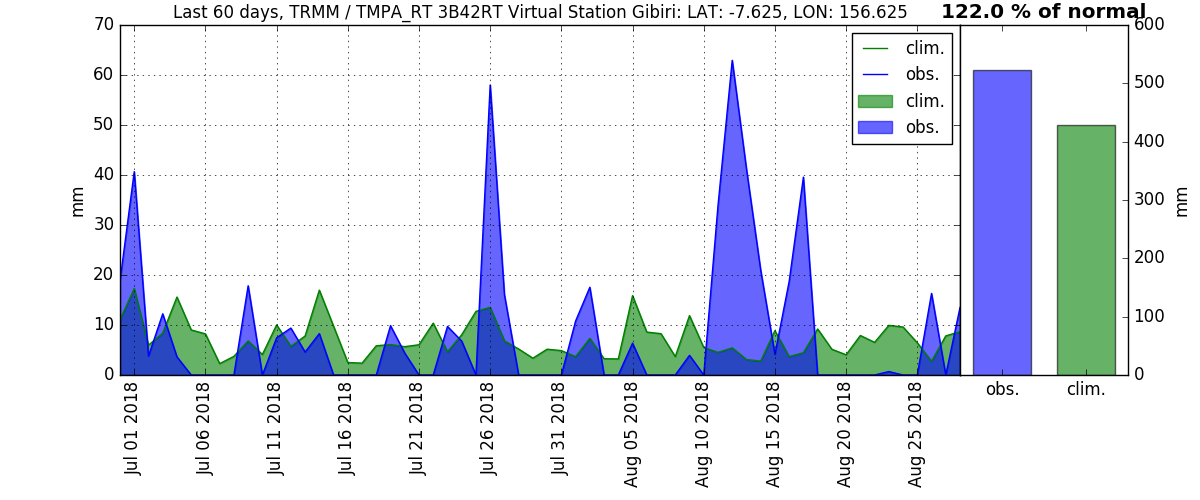 Last 60 days, TRMM / TMPA_RT 3B42RT Virtual Station Gibiri: LAT: -7.625, LON: 156.625
122.0 % of normal
70
60
50
40
30
20
10
0
mm
clim.
obs.
clim.
obs.
600
500
400
300
200
100
0
mm
obs.
clim.
Jul 01 2018
Jul 06 2018
Jul 11 2018
Jul 16 2018
Jul 21 2018
Jul 26 2018
Jul 31 2018
Aug 05 2018
Aug 10 2018
Aug 15 2018
Aug 20 2018
Aug 25 2018